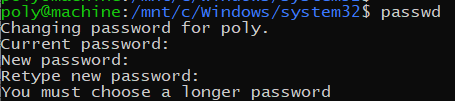 poly@machine:/mnt/c/Windows/system32$ passwd
Changing password for poly.
Current password:
New password:
Retype new password:
You must choose a longer password